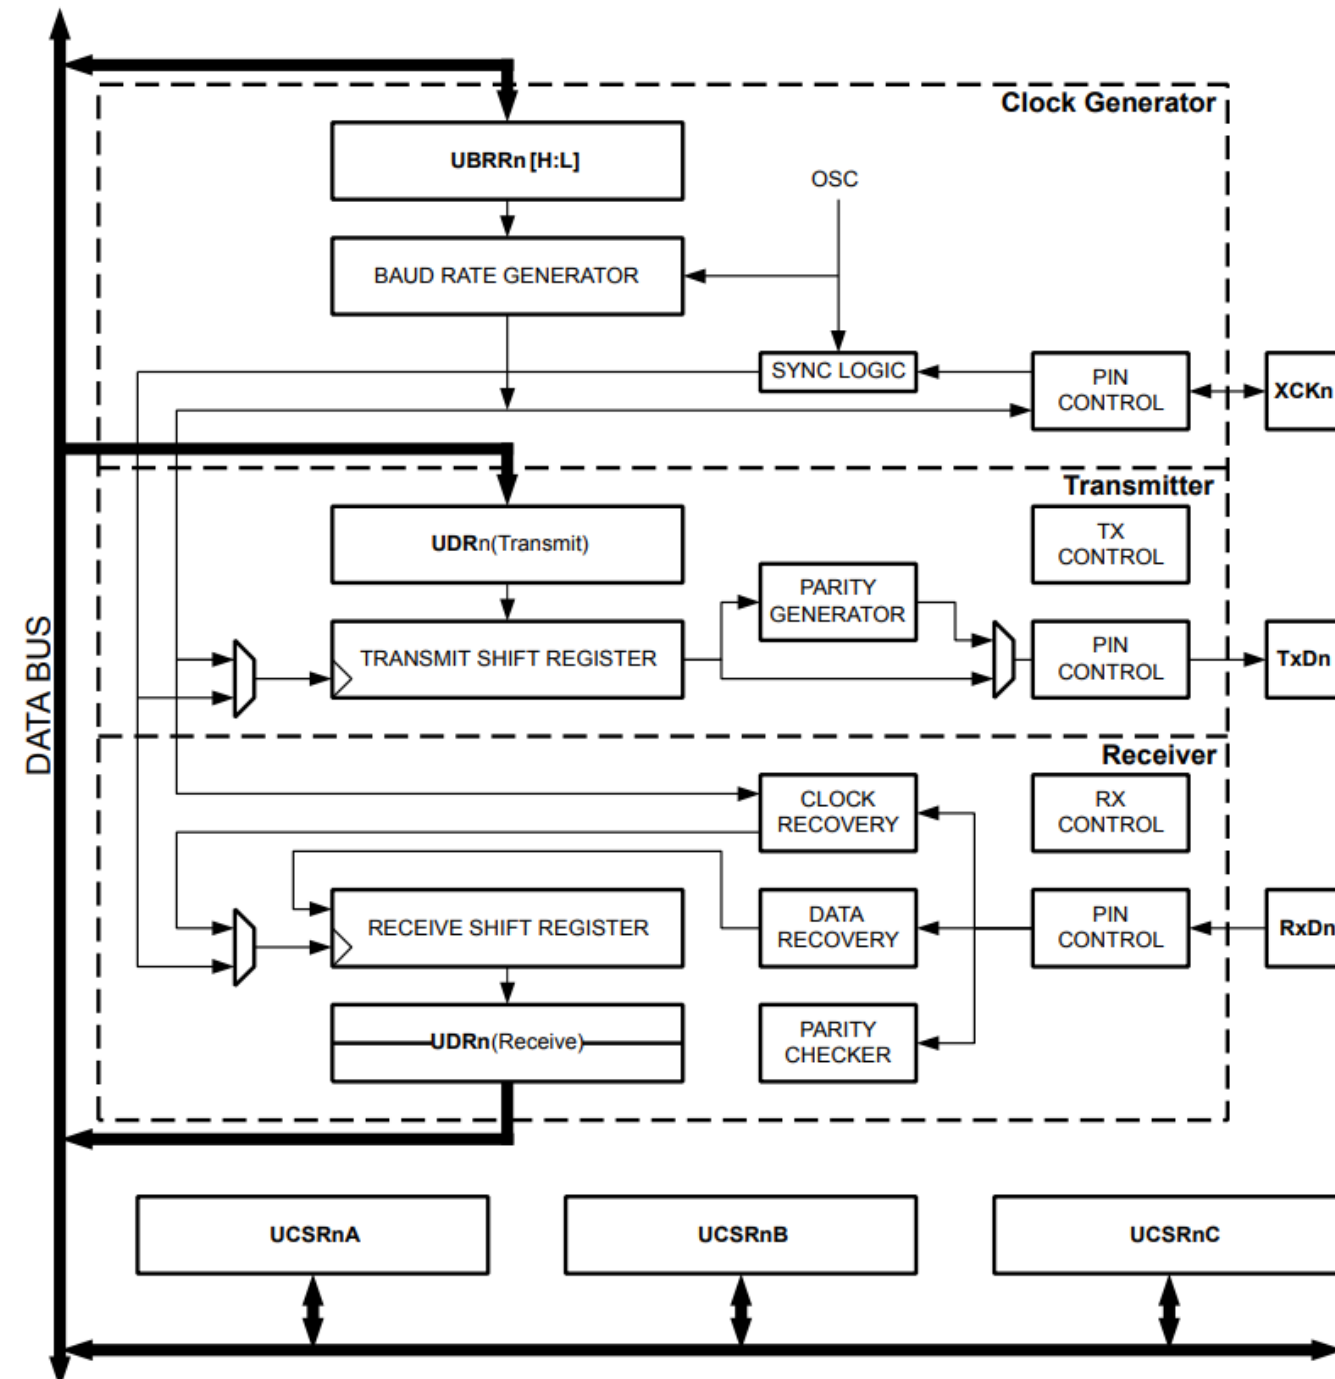 Clock Generator
UBRRn [H:L]
OSC
BAUD RATE GENERATOR
SYNC LOGIC
PIN
CONTROL
XCKn
Transmitter
UDRn(Transmit)
TX
CONTROL
PARITY
GENERATOR
TRANSMIT SHIFT REGISTER
PIN
CONTROL
TxDn
DATA BUS
Receiver
CLOCK
RECOVERY
RX
CONTROL
RECEIVE SHIFT REGISTER
DATA
RECOVERY
PIN
CONTROL
RxDn
UDRn(Receive)
PARITY
CHECKER
UCSRnA
UCSRnB
UCSRnC